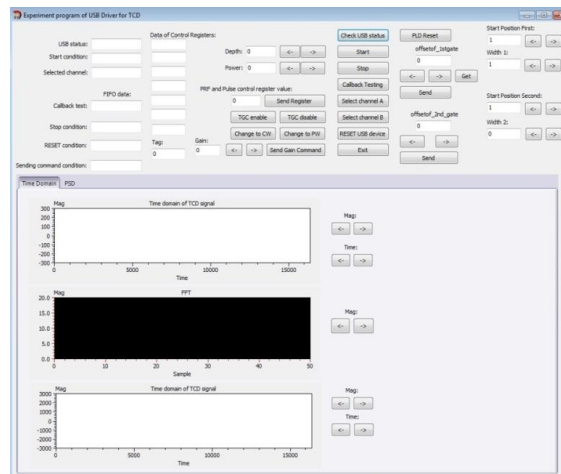 Experiment program of USB Driver for TCD
USB status:
Start condition:
Selected channel:
FIFO data:
Callback test:
Stop condition:
RESET condition:
Sending command condition:
Data of Control Registers:
Tag:
0
Depth: 0
<- ->
Power: 0
<- ->
PRF and Pulse control register value:
0 Send Register
TGC enable TGC disable
Change to CW Change to PW
Gain:
0 <- -> Send Gain Command
Check USB status
Start
Stop
Callback Testing
Select channel A
Select channel B
RESET USB device
Exit
PLD Reset
offsetof_1stgate
0
<- -> Get
Send
offsetof_2nd_gate
0
<- ->
Send
Start Position First:
1 <- ->
Width 1:
1 <- ->
Start Position Second:
1 <- ->
Width 2:
0 <- ->
Time Domain PSD
Mag Time domain of TCD signal
300
200
100
0
-100
-200
-300
0 5000 10000 15000
Time
Mag:
<- ->
Time:
<- ->
Mag FFT
20.0
15.0
10.0
5.0
0.0
0 10 20 30 40 50
Sample
Mag:
<- ->
Mag Time domain of TCD signal
3000
2000
1000
0
-1000
-2000
-3000
0 5000 10000 15000
Time
Mag:
<- ->
Time:
<- ->